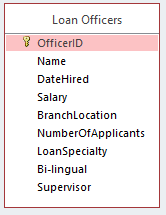 Loan Officers
OfficerID
Name
DateHired
Salary
BranchLocation
NumberOfApplicants
LoanSpecialty
Bi-lingual
Supervisor